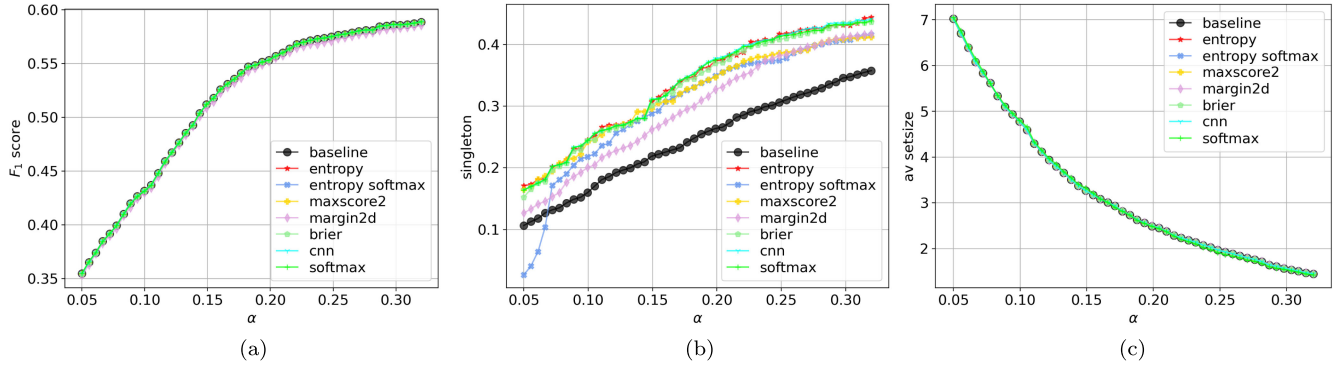 0.60
0.55
0.50
0.45
0.40
0.35
F1 score
0.05 0.10 0.15 0.20 0.25 0.30
α
baseline
entropy
entropy softmax
maxscore2
margin2d
brier
cnn
softmax
(a)
0.4
0.3
0.2
0.1
singleton
0.05 0.10 0.15 0.20 0.25 0.30
α
baseline
entropy
entropy softmax
maxscore2
margin2d
brier
cnn
softmax
(b)
7
6
5
4
3
2
av setsize
0.05 0.10 0.15 0.20 0.25 0.30
α
baseline
entropy
entropy softmax
maxscore2
margin2d
brier
cnn
softmax
(c)